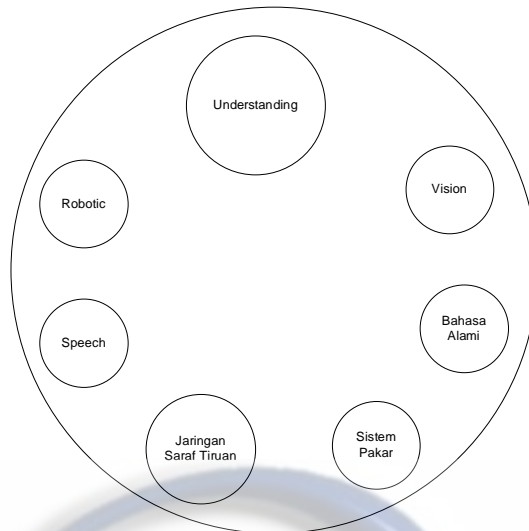 Understanding
Vision
Robotic
Bahasa
Alami
Speech
Jaringan
Saraf Tiruan
Sistem
Pakar